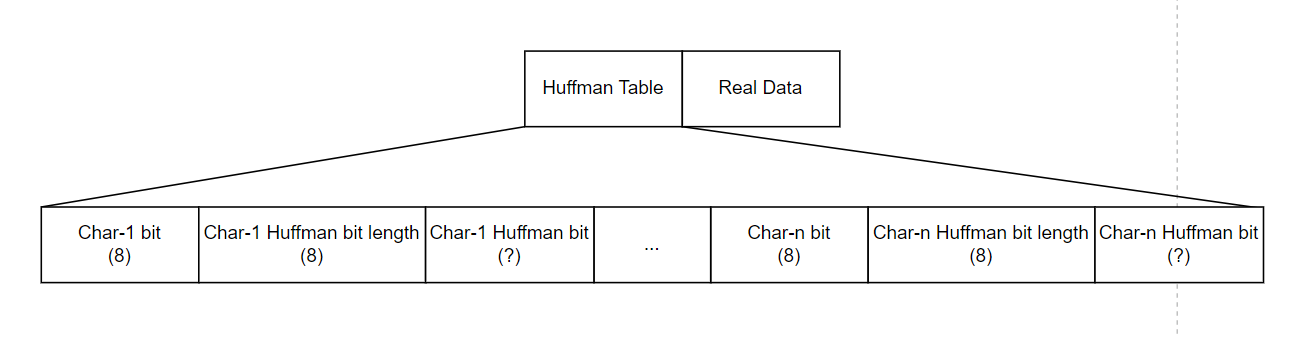 Huffman Table
Real Data
Char-1 bit
(8)
Char-1 Huffman bit length
(8)
Char-1 Huffman bit
(?)
...
Char-n bit
(8)
Char-n Huffman bit length
(8)
Char-n Huffman bit
(?)